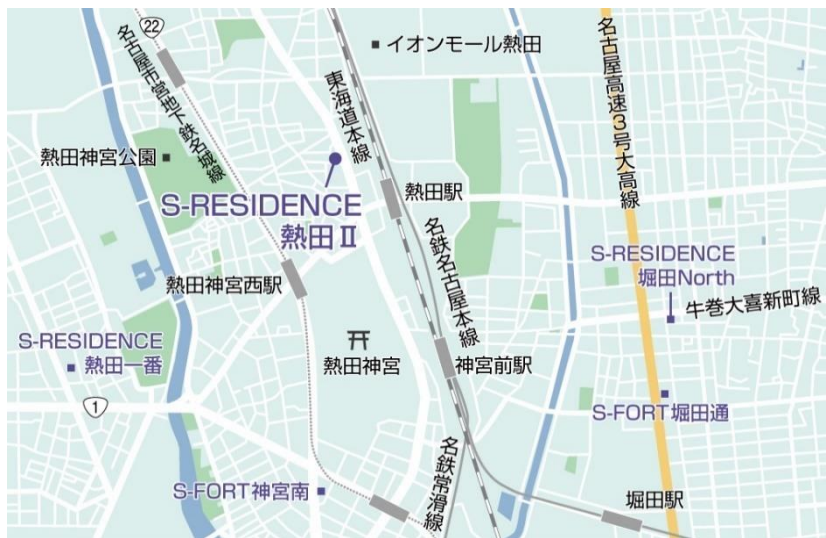 22
名古屋市営地下鉄名城線
東海道本線
イオンモール熱田
名古屋高速3号大高線
熱田神宮公園
S-RESIDENCE
熱田Ⅱ
熱田駅
名鉄名古屋本線
S-RESIDENCE
堀田North
牛巻大喜新町線
熱田神宮西駅
S-RESIDENCE
熱田一番
熱田神宮
神宮前駅
1
S-FORT堀田通
名鉄常滑線
S-FORT神宮南
堀田駅